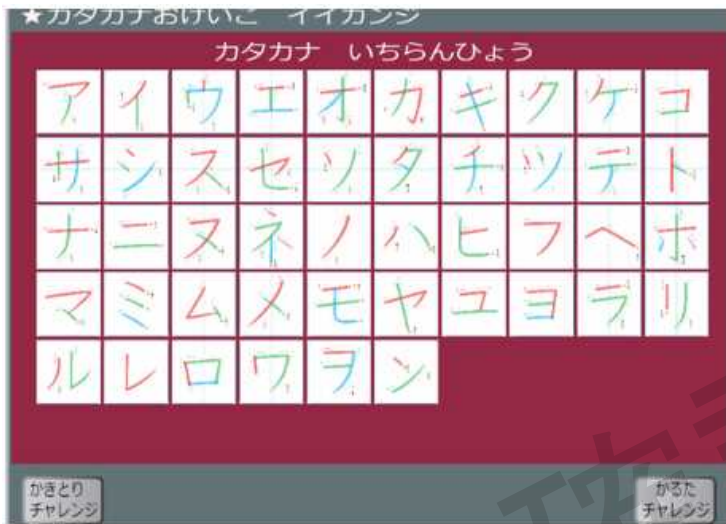 ★カタカナおけいこ　イイカンジ
カタカナ　いちらんひょう
ア イ ウ エ オ カ キ ク ケ コ
サ シ ス セ ソ タ チ ツ テ ト
ナ ニ ヌ ネ ノ ハ ヒ フ ヘ ホ
マ ミ ム メ モ ヤ ユ ヨ ラ リ
ル レ ロ ワ ヲ ン
かきとり
チャレンジ
かるた
チャレンジ